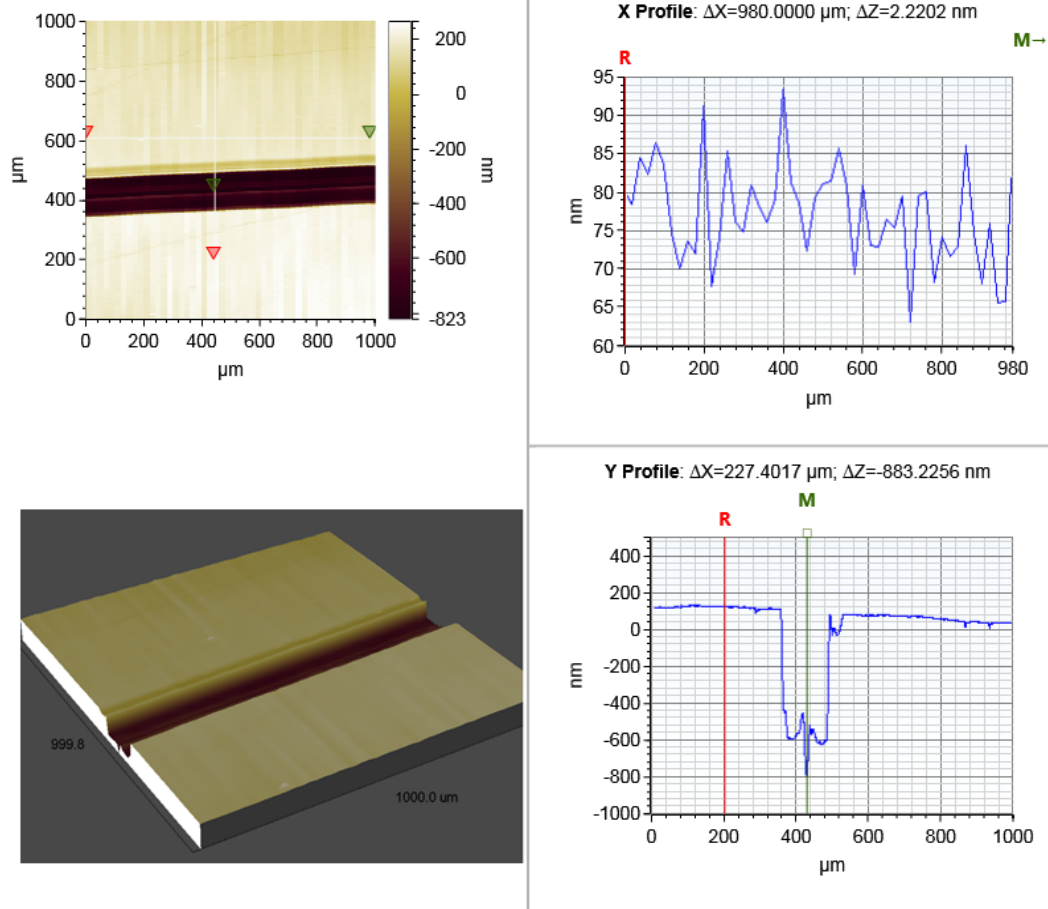 X Profile: ΔX=980.0000 µm; ΔZ=2.2202 nm
M→
R
1000
800
600
400
200
0
µm
0 200 400 600 800 1000
µm
200
0
-200
-400
-600
-823
nm
95
90
85
80
75
70
65
60
nm
0 200 400 600 800 980
µm
Y Profile: ΔX=227.4017 µm; ΔZ=-883.2256 nm
M
R
400
200
0
-200
-400
-600
-800
-1000
nm
0 200 400 600 800 1000
µm
999.8
1000.0 um